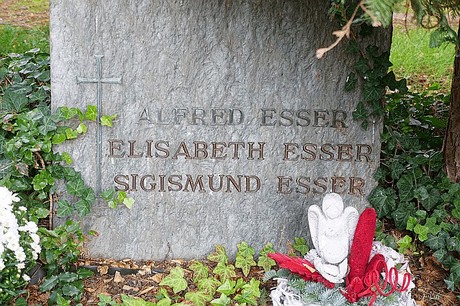 ALFRED ESSER
ELISABETH ESSER
SIGISMUND ESSER